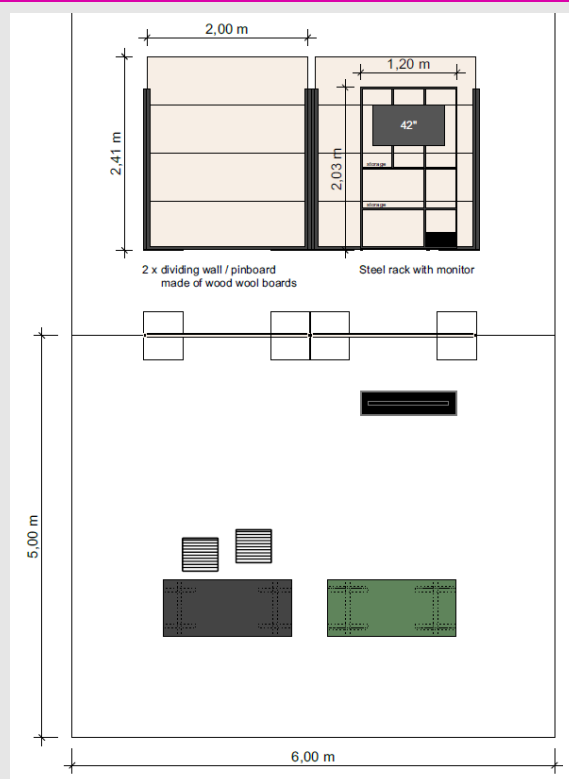 2,00 m
1,20 m
2,41 m
2,03 m
42"
storage
storage
2 x dividing wall / pinboard
made of wood wool boards
Steel rack with monitor
5,00 m
6,00 m